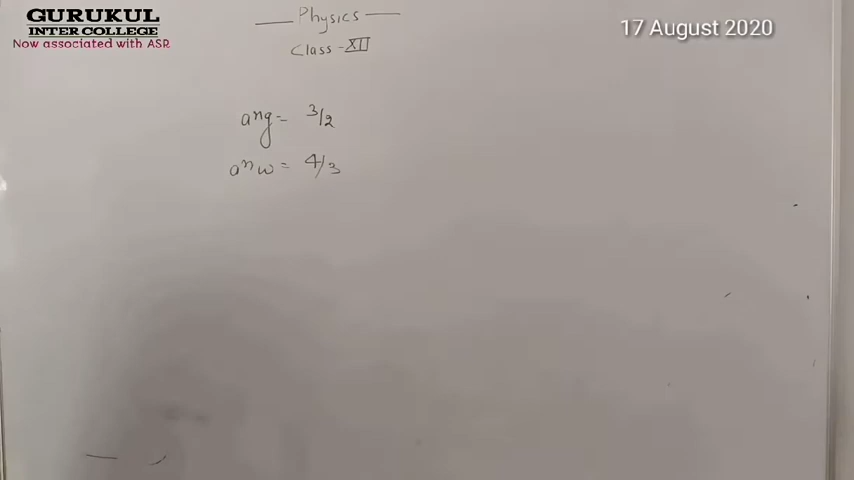 GURUKUL
INTER COLLEGE
Now associated with ASR
17 August 2020
Physics
Class - XII
ang = 3/2
anw = 4/3